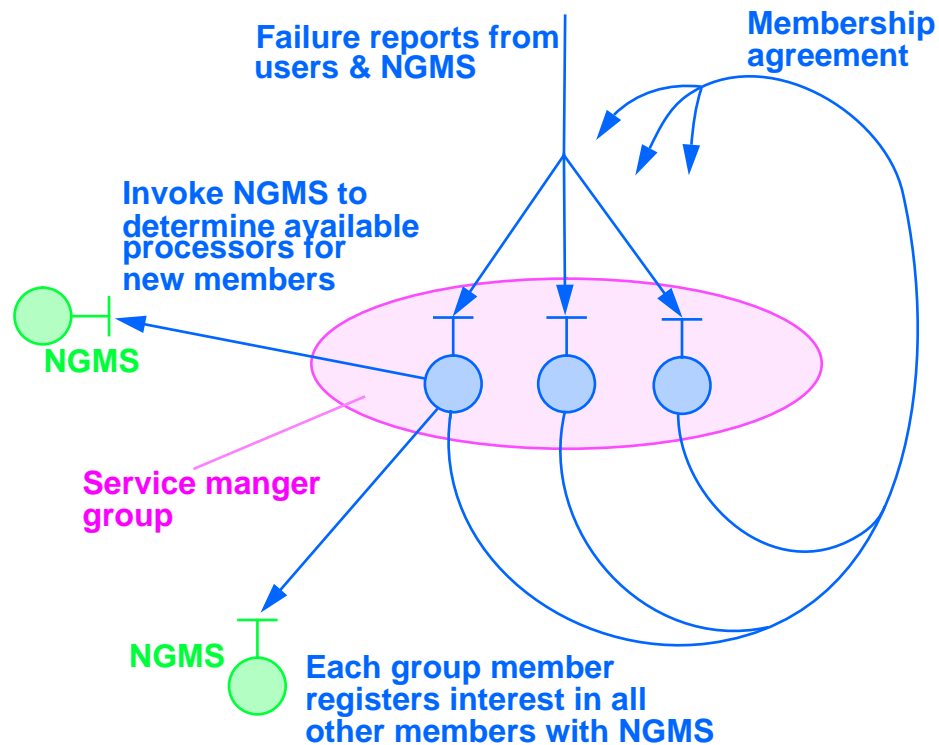 Failure reports from
users & NGMS
Membership
agreement
Invoke NGMS to
determine available
processors for
new members
NGMS
Service manger
group
NGMS
Each group member
registers interest in all
other members with NGMS